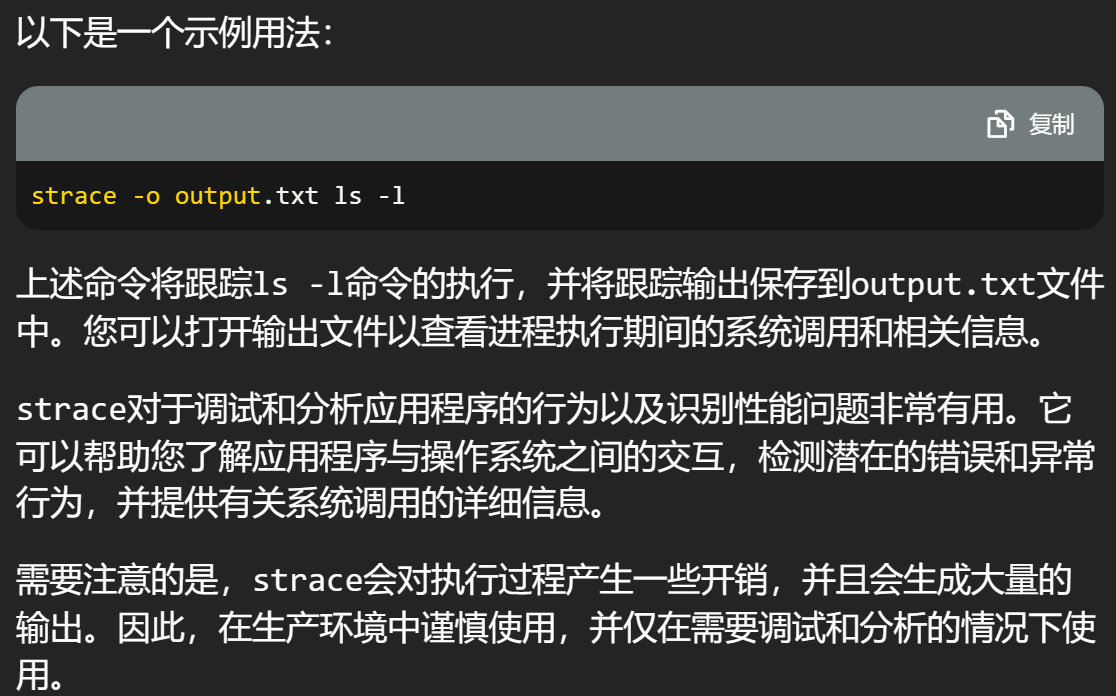 以下是一个示例用法：
复制
strace -o output.txt ls -l
上述命令将跟踪ls -l命令的执行，并将跟踪输出保存到output.txt文件
中。您可以打开输出文件以查看进程执行期间的系统调用和相关信息。
strace对于调试和分析应用程序的行为以及识别性能问题非常有用。它
可以帮助您了解应用程序与操作系统之间的交互，检测潜在的错误和异常
行为，并提供有关系统调用的详细信息。
需要注意的是，strace会对执行过程产生一些开销，并且会生成大量的
输出。因此，在生产环境中谨慎使用，并仅在需要调试和分析的情况下使
用。